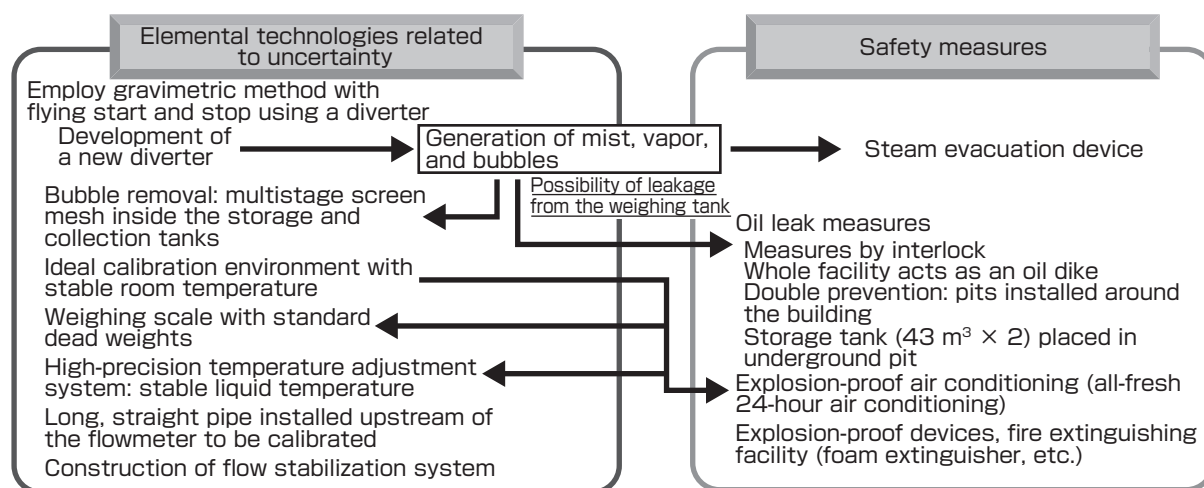 Elemental technologies related
to uncertainty
Employ gravimetric method with
flying start and stop using a diverter
Development of
a new diverter
Generation of mist, vapor,
and bubbles
Bubble removal: multistage screen
mesh inside the storage and
collection tanks
Possibility of leakage
from the weighing tank
Ideal calibration environment with
stable room temperature
Weighing scale with standard
dead weights
High-precision temperature adjustment
system: stable liquid temperature
Long, straight pipe installed upstream of
the flowmeter to be calibrated
Construction of flow stabilization system
Safety measures
Steam evacuation device
Oil leak measures
Measures by interlock
Whole facility acts as an oil dike
Double prevention: pits installed around
the building
Storage tank (43 m³ × 2) placed in
underground pit
Explosion-proof air conditioning (all-fresh
24-hour air conditioning)
Explosion-proof devices, fire extinguishing
facility (foam extinguisher, etc.)